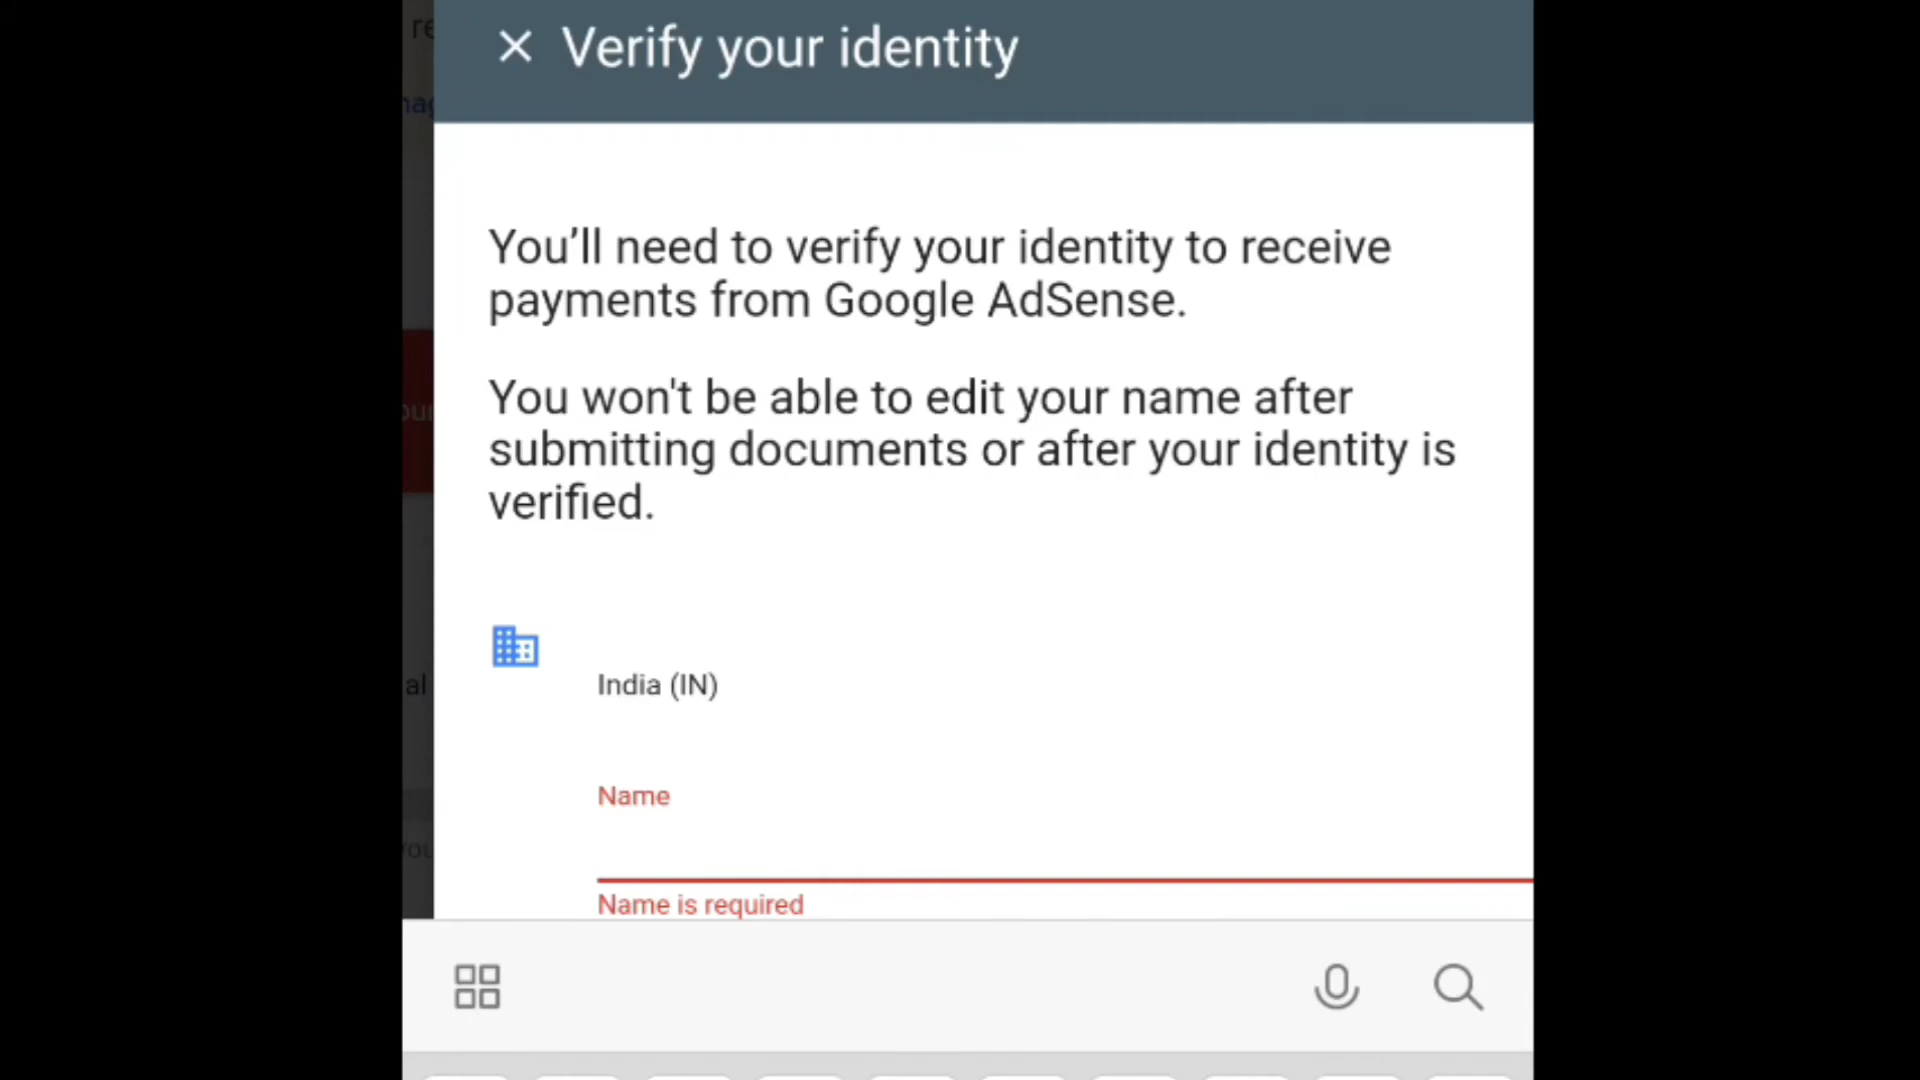 Verify your identity
You’ll need to verify your identity to receive
payments from Google AdSense.
You won't be able to edit your name after
submitting documents or after your identity is
verified.
India (IN)
Name
Name is required